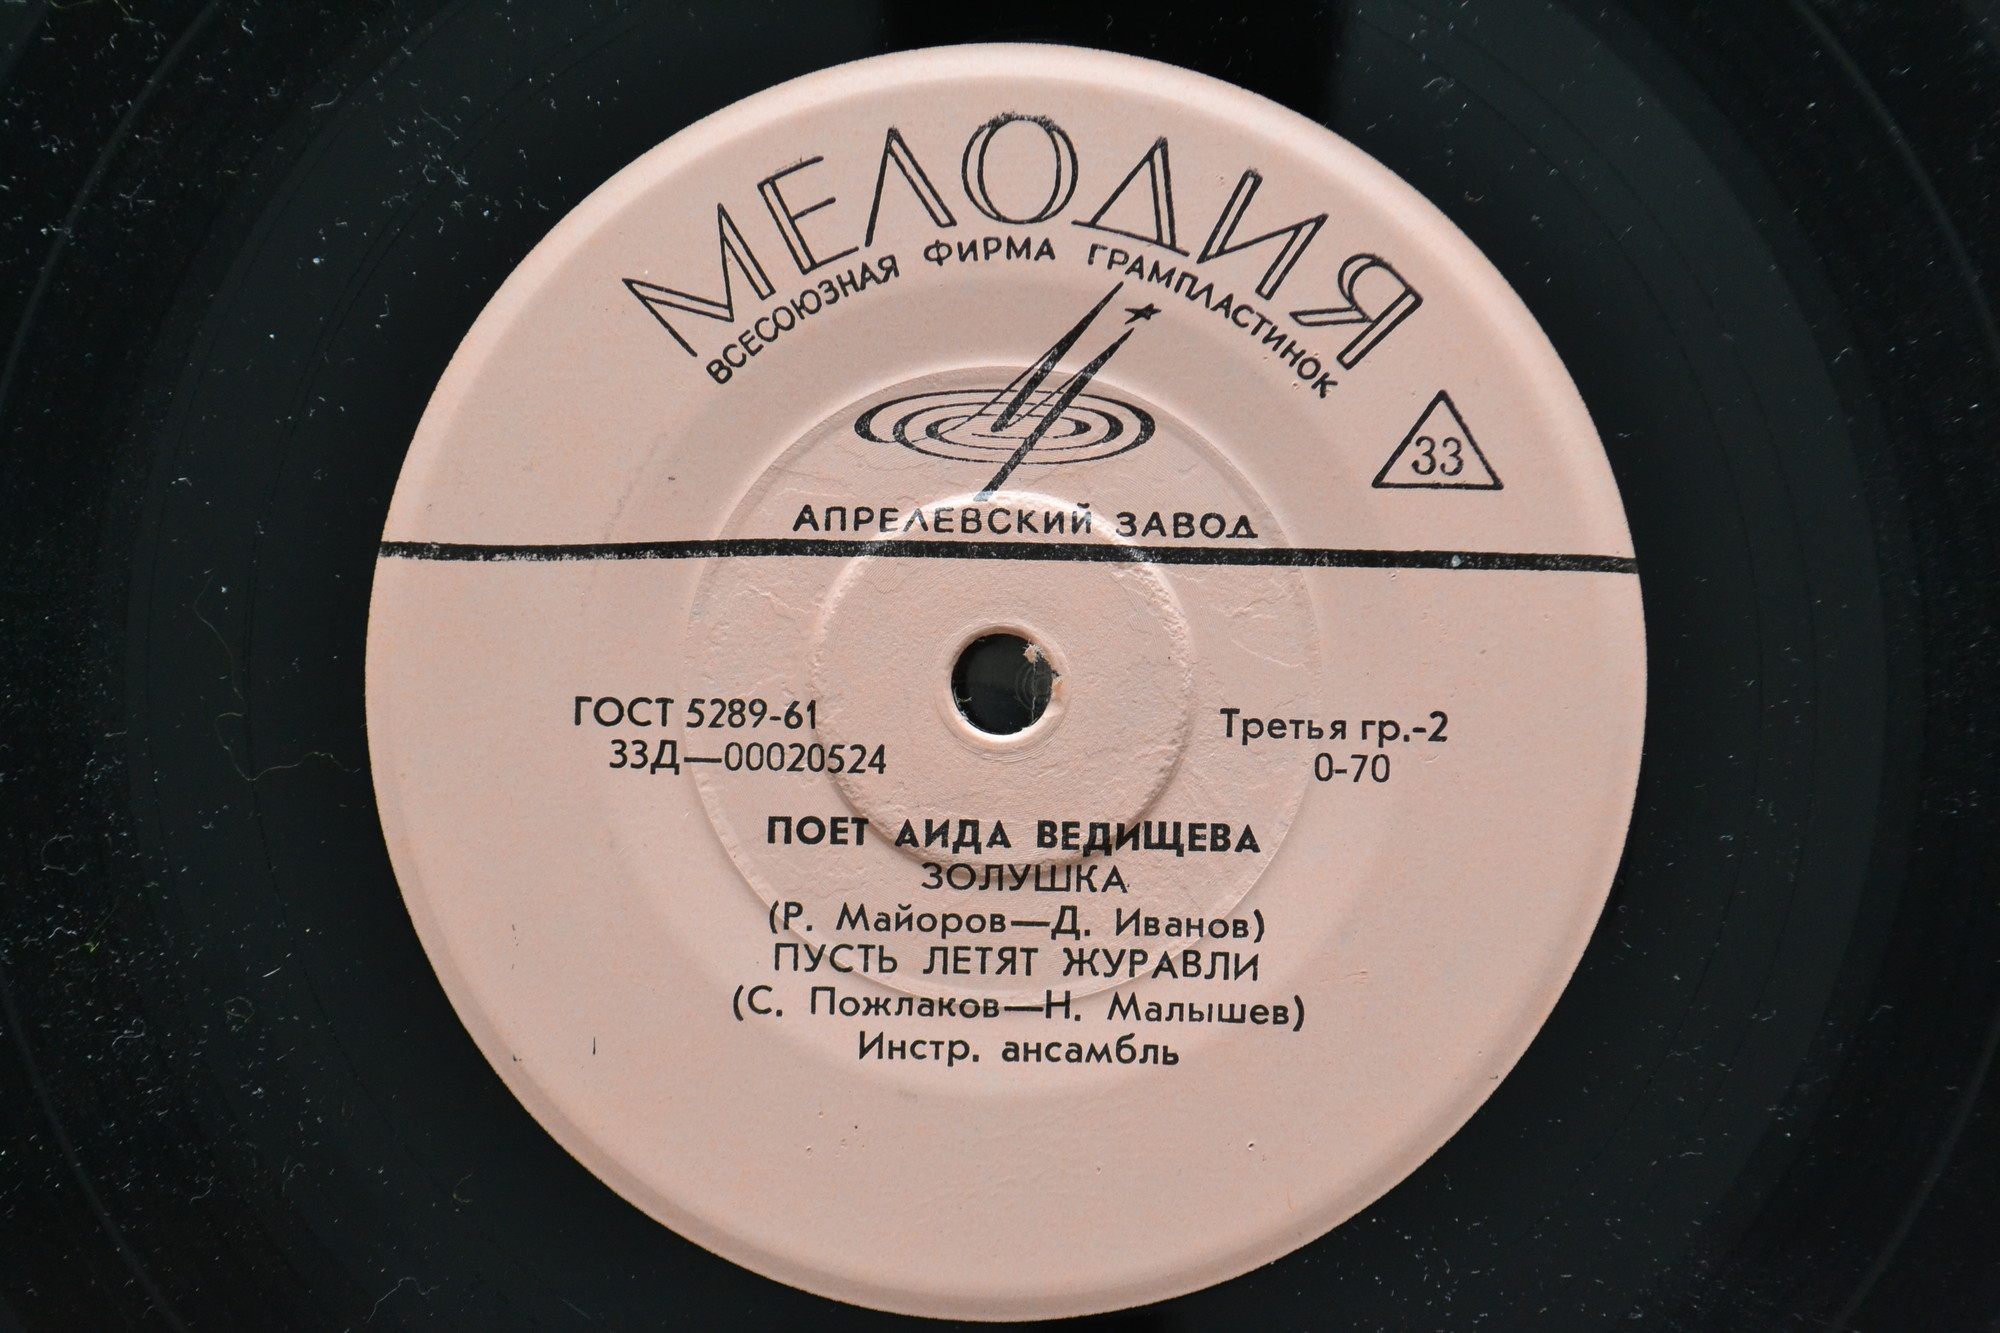 МЕЛОДИЯ
ВСЕСОЮЗНАЯ ФИРМА ГРАМПЛАСТИНОК
33
АПРЕЛЕВСКИЙ ЗАВОД
ГОСТ 5289-61
33Д—00020524
Третья гр.-2
0-70
ПОЕТ АИДА ВЕДИЩЕВА
ЗОЛУШКА
(Р. Майоров—Д. Иванов)
ПУСТЬ ЛЕТЯТ ЖУРАВЛИ
(С. Пожлаков—Н. Малышев)
Инстр. ансамбль